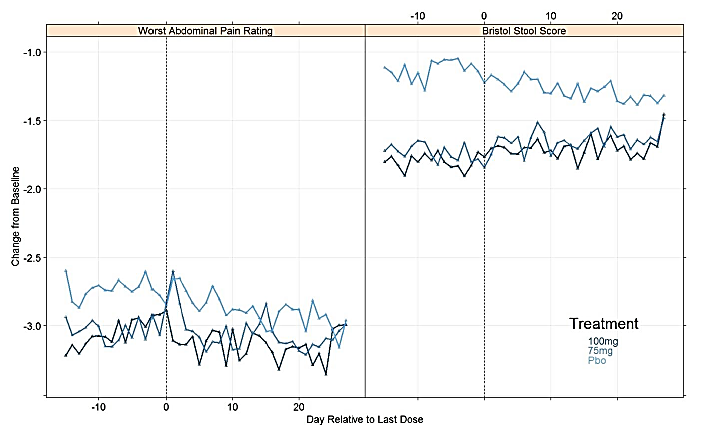 -10 0 10 20
Worst Abdominal Pain Rating Bristol Stool Score
-1.0
-1.5
-2.0
-2.5
-3.0
Change from Baseline
Treatment
100mg
75mg
Pbo
-10 0 10 20
Day Relative to Last Dose